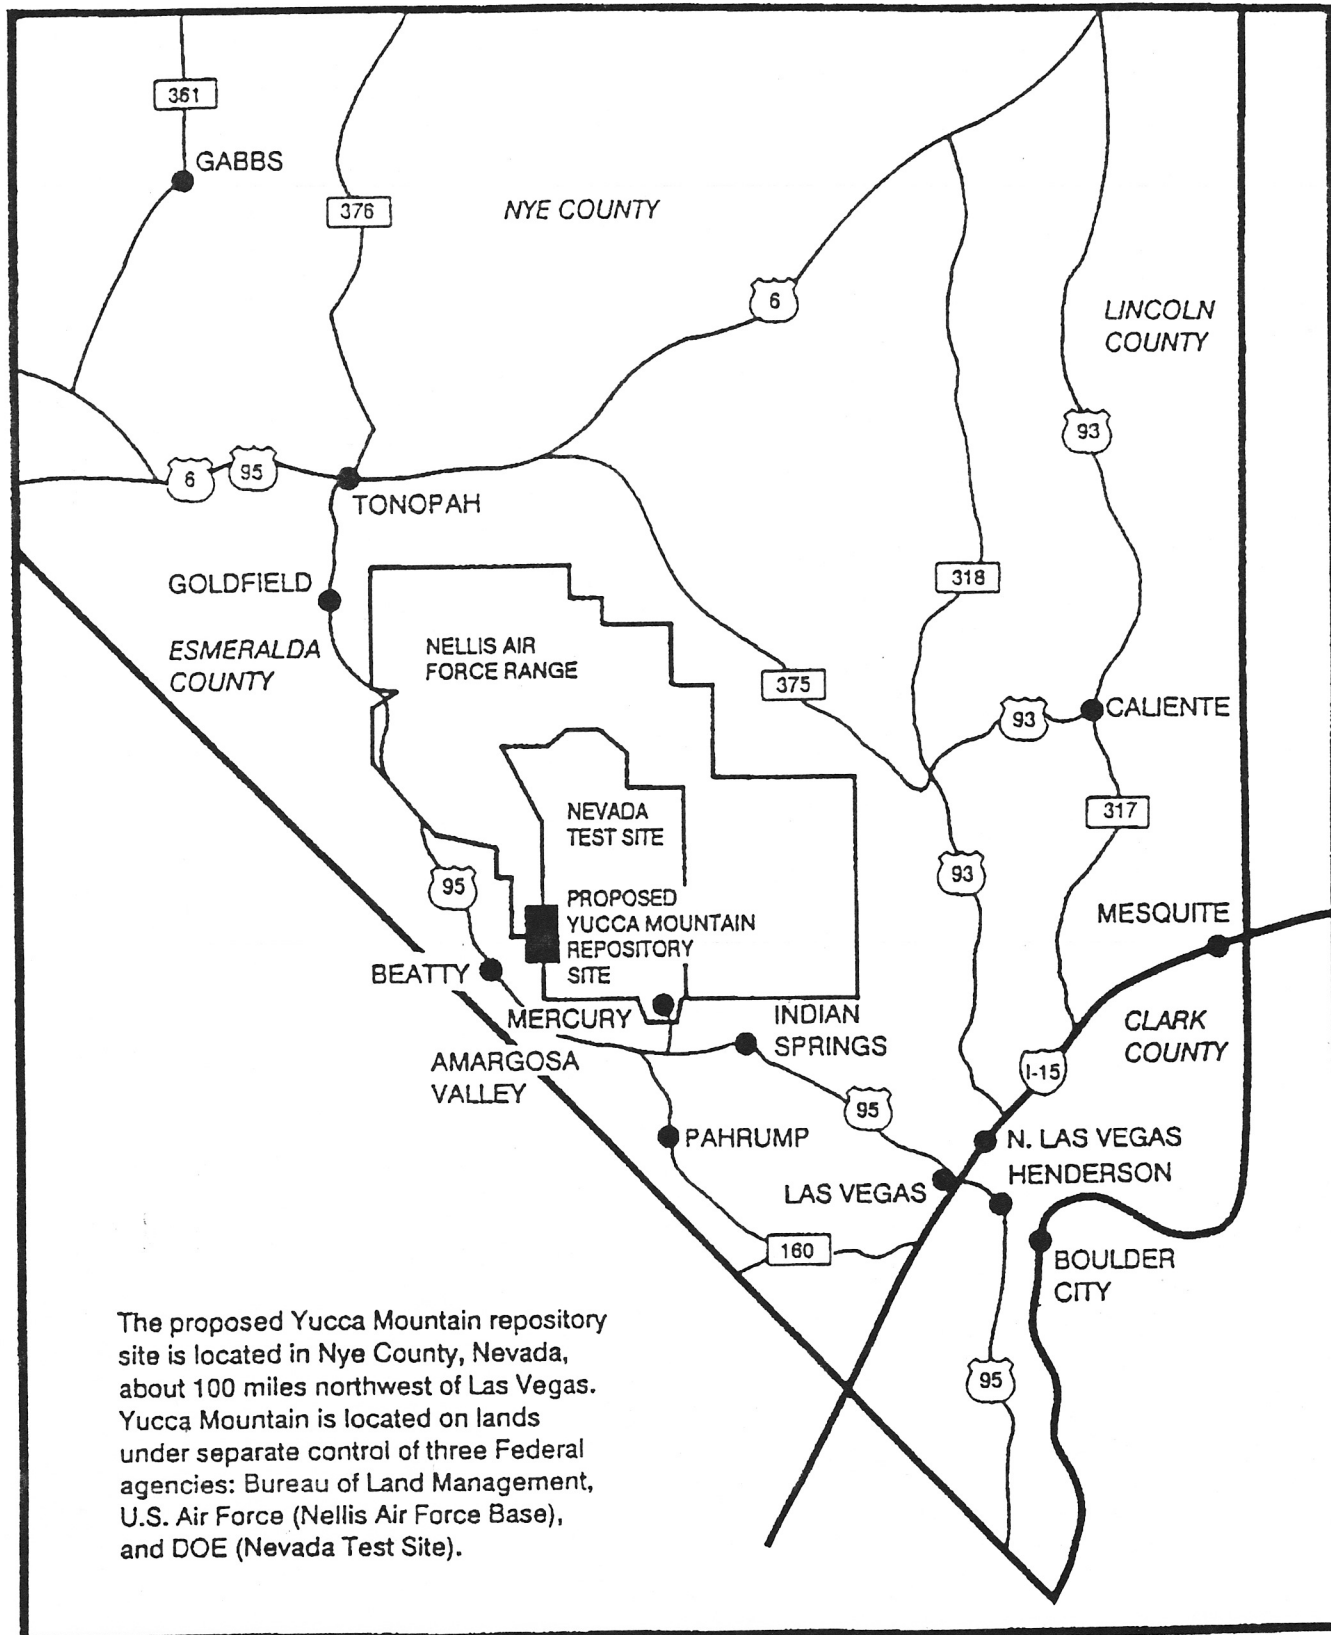 361
GABBS
376
NYE COUNTY
6
LINCOLN
COUNTY
93
6
95
TONOPAH
318
GOLDFIELD
ESMERALDA
COUNTY
NELLIS AIR
FORCE RANGE
375
93
CALIENTE
NEVADA
TEST SITE
317
95
93
PROPOSED
YUCCA MOUNTAIN
REPOSITORY
SITE
MESQUITE
BEATTY
MERCURY
INDIAN
SPRINGS
CLARK
COUNTY
AMARGOSA
VALLEY
I-15
95
PAHRUMP
N. LAS VEGAS
HENDERSON
LAS VEGAS
160
BOULDER
CITY
95
The proposed Yucca Mountain repository
site is located in Nye County, Nevada,
about 100 miles northwest of Las Vegas.
Yucca Mountain is located on lands
under separate control of three Federal
agencies: Bureau of Land Management,
U.S. Air Force (Nellis Air Force Base),
and DOE (Nevada Test Site).